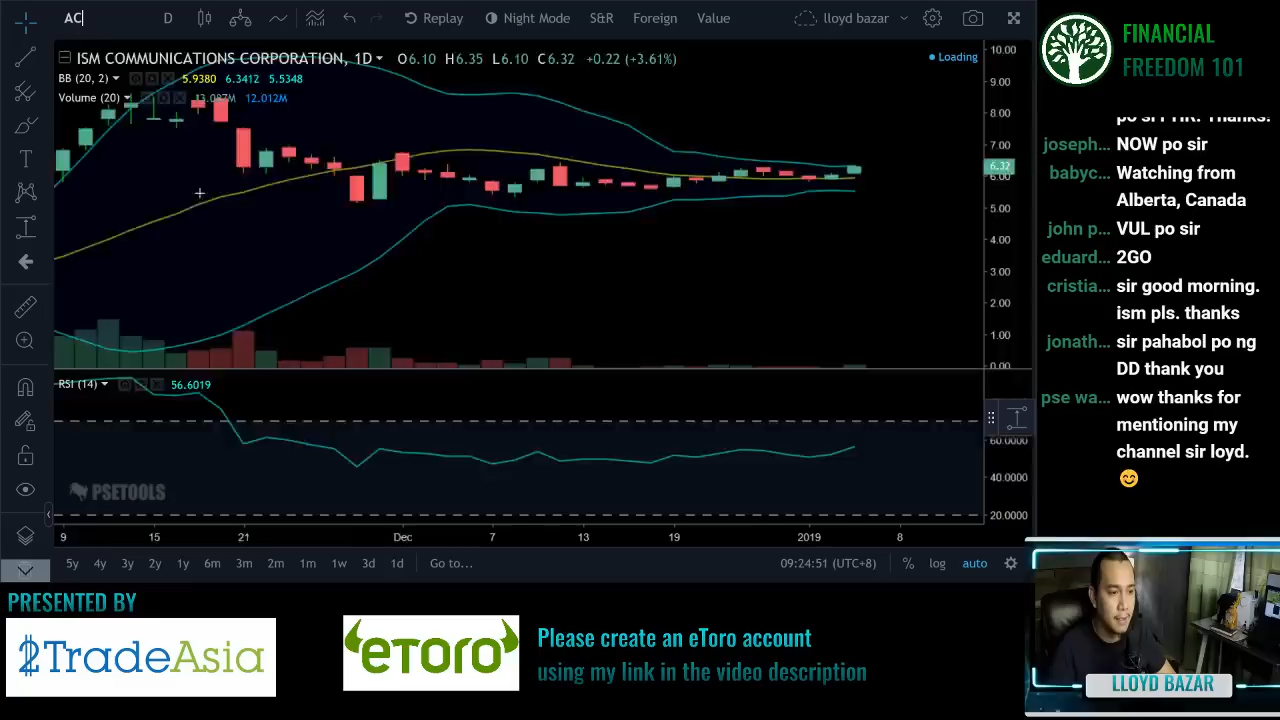 AC
D
Replay
Night Mode
S&R
Foreign
Value
lloyd bazar
ISM COMMUNICATIONS CORPORATION, 1D
O6.10 H6.35 L6.10 C6.32 +0.22 (+3.61%)
Loading
BB (20, 2)
5.9380 6.3412 5.5348
Volume (20)
12.012M
10.00
9.00
8.00
7.00
6.32
6.00
5.00
4.00
3.00
2.00
1.00
0.00
RSI (14)
56.6019
60.0000
40.0000
20.0000
PSETOOLS
9 15 21 Dec 7 13 19 2019 8
5y 4y 3y 2y 1y 6m 3m 2m 1m 1w 3d 1d Go to...
09:24:51 (UTC+8) % log auto
FINANCIAL
FREEDOM 101
joseph... NOW po sir
babyc... Watching from
Alberta, Canada
john p... VUL po sir
eduard... 2GO
cristia... sir good morning.
ism pls. thanks
jonath... sir pahabol po ng
DD thank you
pse wa... wow thanks for
mentioning my
channel sir loyd.
😊
PRESENTED BY
2TradeAsia
eToro
Please create an eToro account
using my link in the video description
LLOYD BAZAR